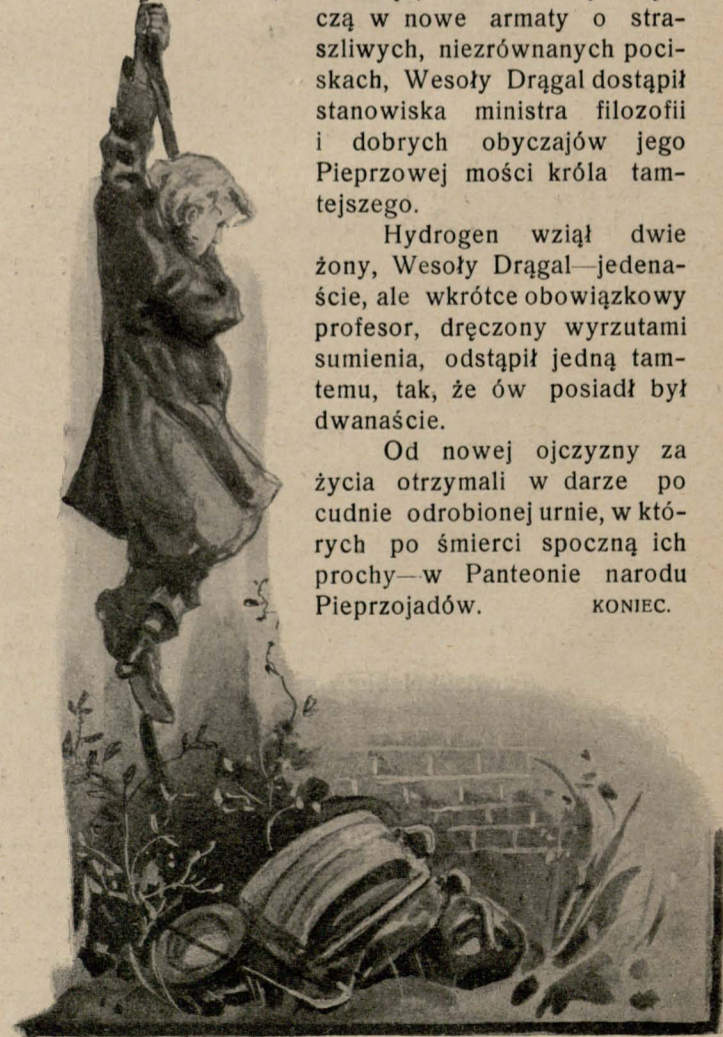 czą w nowe armaty o stra-
szliwych, niezrównanych poci-
skach, Wesoły Drągal dostąpił
stanowiska ministra filozofii
i dobrych obyczajów jego
Pieprzowej mości króla tam-
tejszego.
Hydrogen wziął dwie
żony, Wesoły Drągal—jedena-
ście, ale wkrótce obowiązkowy
profesor, dręczony wyrzutami
sumienia, odstąpił jedną tam-
temu, tak, że ów posiadł był
dwanaście.
Od nowej ojczyzny za
życia otrzymali w darze po
cudnie odrobionej urnie, w któ-
rych po śmierci spoczną ich
prochy—w Panteonie narodu
Pieprzojadów. KONIEC.